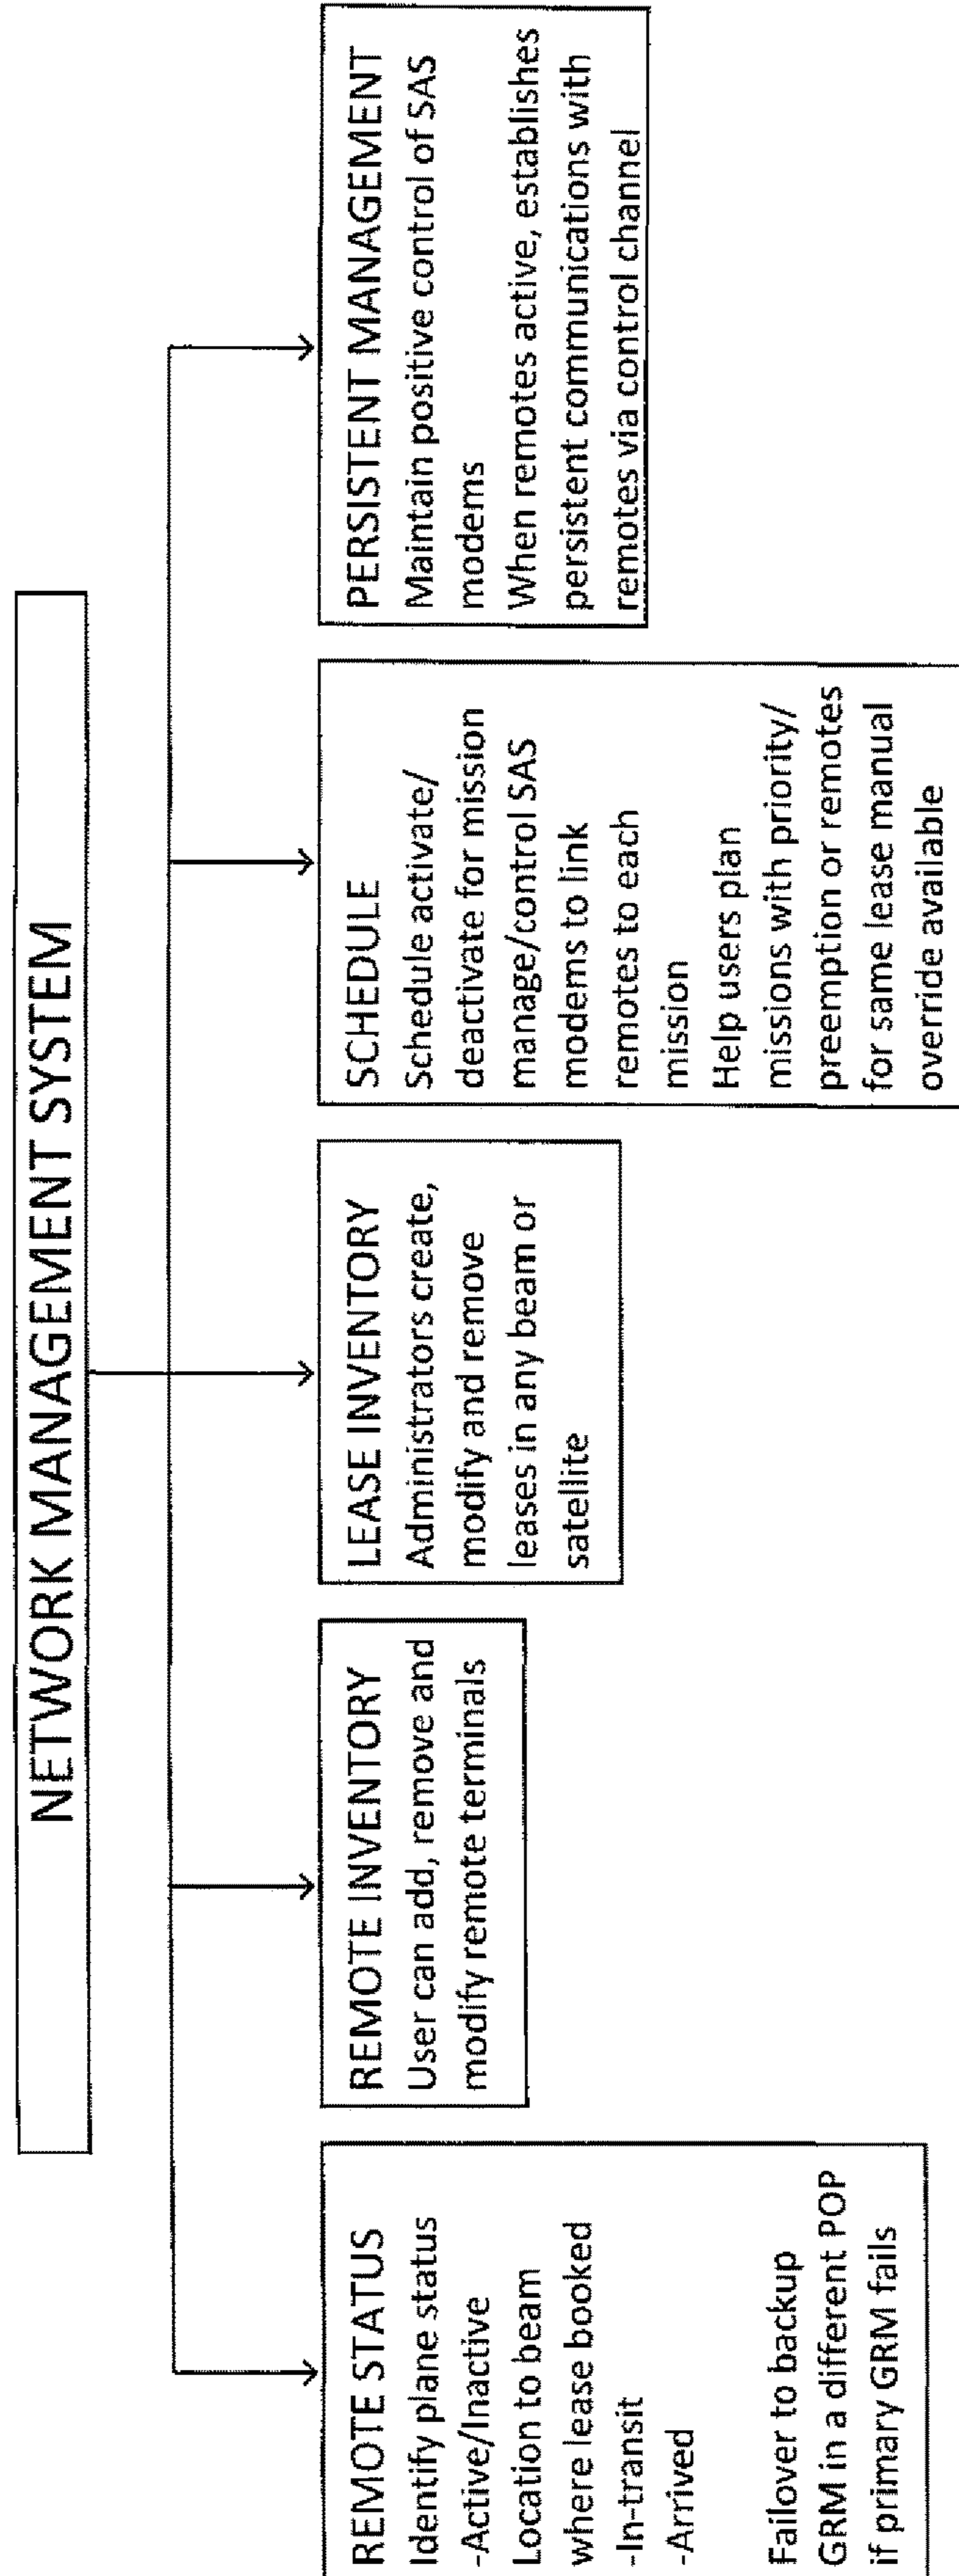 NETWORK MANAGEMENT SYSTEM
REMOTE STATUS
Identify plane status
-Active/Inactive
Location to beam
where lease booked
-In-transit
-Arrived
Failover to backup
GRM in a different POP
if primary GRM fails
REMOTE INVENTORY
User can add, remove and
modify remote terminals
LEASE INVENTORY
Administrators create,
modify and remove
leases in any beam or
satellite
SCHEDULE
Schedule activate/
deactivate for mission
manage/control SAS
modems to link
remotes to each
mission
Help users plan
missions with priority/
preemption or remotes
for same lease manual
override available
PERSISTENT MANAGEMENT
Maintain positive control of SAS
modems
When remotes active, establishes
persistent communications with
remotes via control channel